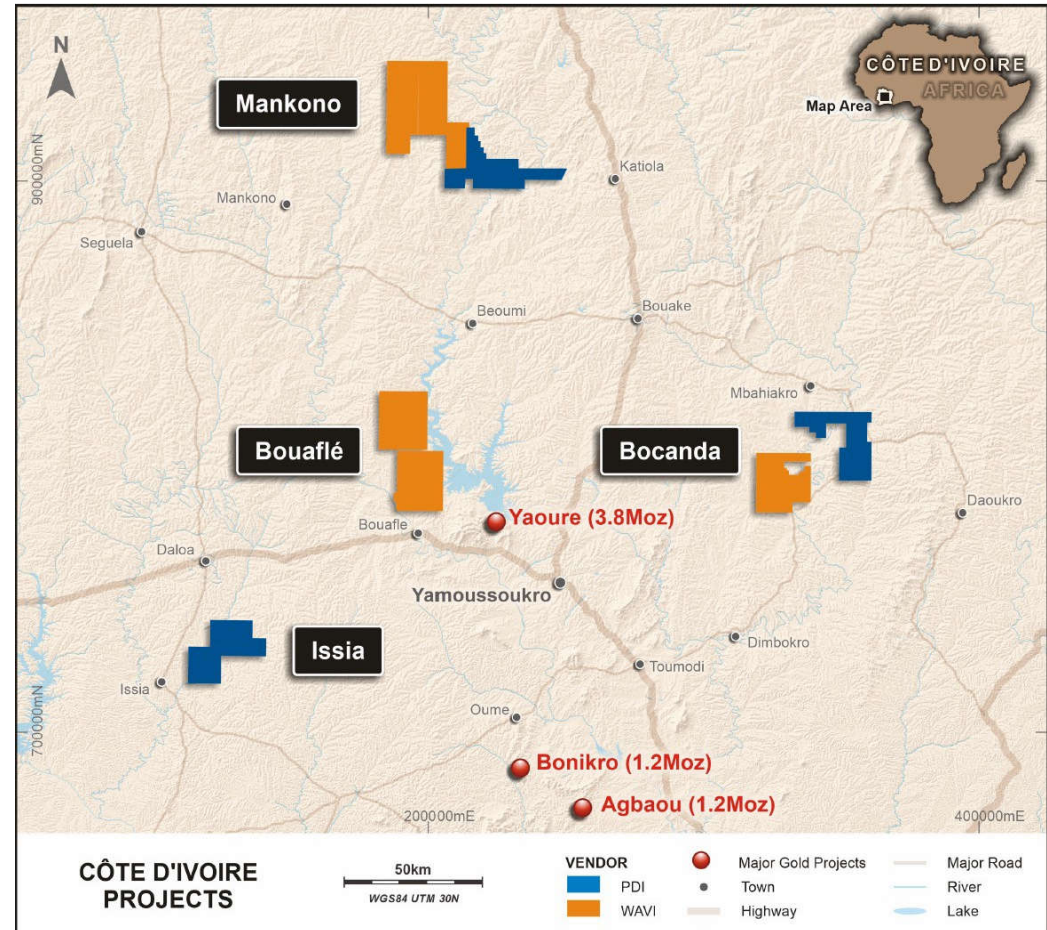 N
CÔTE D'IVOIRE
AFRICA
Map Area
Mankono
900000mN
Katiola
Mankono
Seguela
Beoumi
Bouake
Mbahiakro
Bouaflé
Bocanda
Yaoure (3.8Moz)
Daoukro
Bouafle
Daloa
Yamoussoukro
Issia
Dimbokro
Toumodi
Issia
Oume
700000mN
Bonikro (1.2Moz)
Agbaou (1.2Moz)
200000mE
400000mE
CÔTE D'IVOIRE
PROJECTS
50km
WGS84 UTM 30N
VENDOR
PDI
WAVI
Major Gold Projects
Town
Highway
Major Road
River
Lake